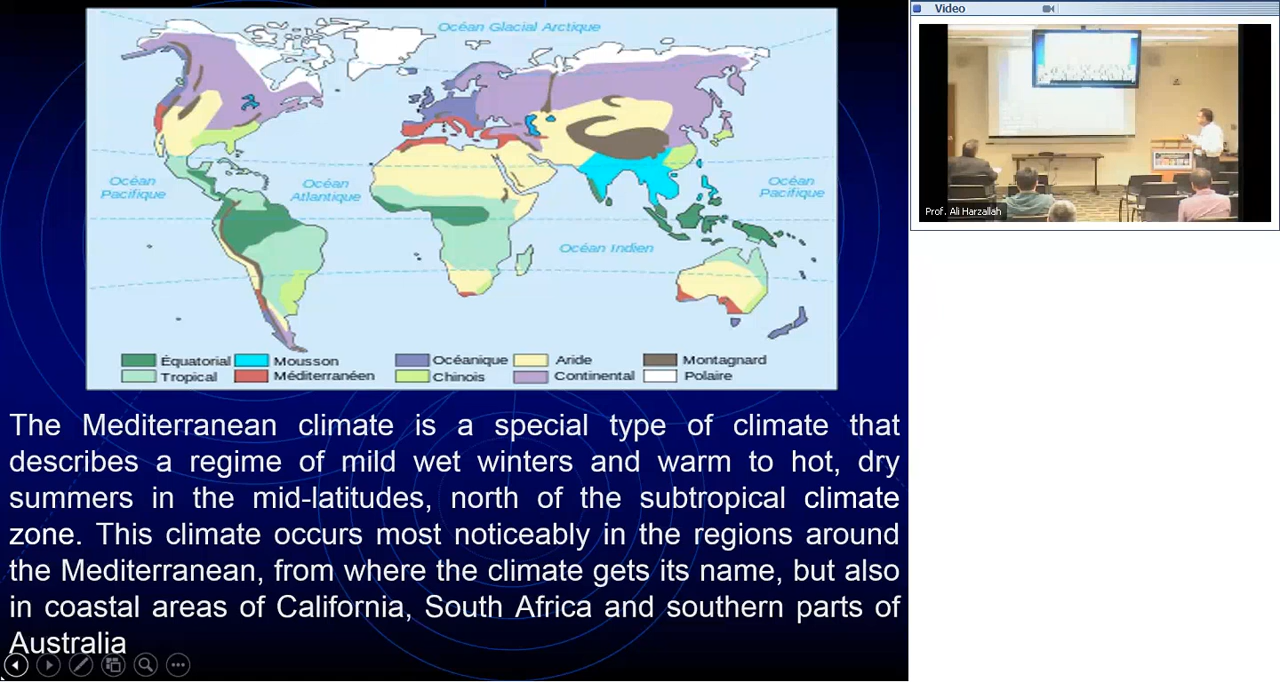 Océan Glacial Arctique
Océan
Pacifique
Océan
Atlantique
Océan
Pacifique
Océan Indien
Équatorial Mousson Océanique Aride Montagnard
Tropical Méditerranéen Chinois Continental Polaire
The Mediterranean climate is a special type of climate that
describes a regime of mild wet winters and warm to hot, dry
summers in the mid-latitudes, north of the subtropical climate
zone. This climate occurs most noticeably in the regions around
the Mediterranean, from where the climate gets its name, but also
in coastal areas of California, South Africa and southern parts of
Australia
Video
Prof. Ali Harzallah